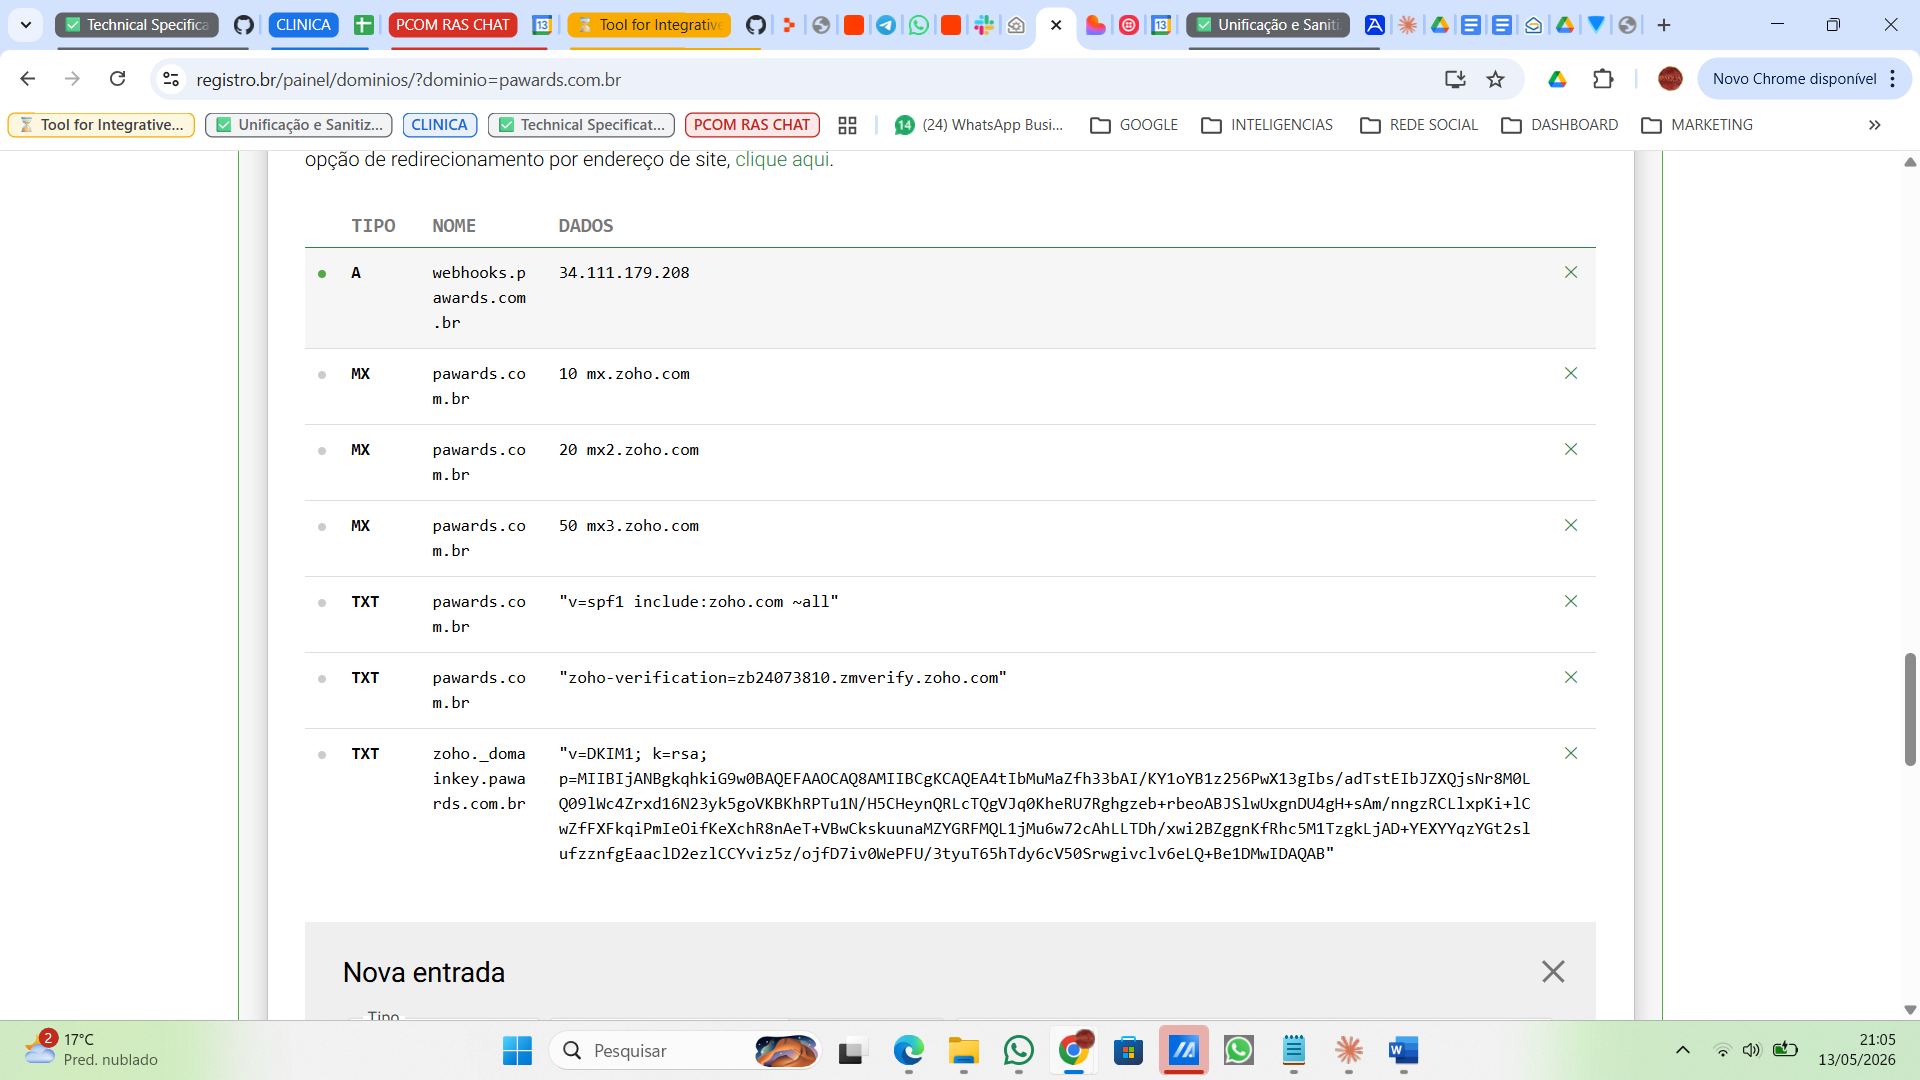 Technical Specifica
CLINICA
PCOM RAS CHAT
13
Tool for Integrative
13
Unificação e Saniti
registro.br/painel/dominios/?dominio=pawards.com.br
Novo Chrome disponível
Tool for Integrative...
Unificação e Sanitiz...
CLINICA
Technical Specificat...
PCOM RAS CHAT
14
(24) WhatsApp Busi...
GOOGLE
INTELIGENCIAS
REDE SOCIAL
DASHBOARD
MARKETING
opção de redirecionamento por endereço de site, clique aqui.
TIPO NOME DADOS
A webhooks.p 34.111.179.208
awards.com
.br
MX pawards.co 10 mx.zoho.com
m.br
MX pawards.co 20 mx2.zoho.com
m.br
MX pawards.co 50 mx3.zoho.com
m.br
TXT pawards.co "v=spf1 include:zoho.com ~all"
m.br
TXT pawards.co "zoho-verification=zb24073810.zmverify.zoho.com"
m.br
TXT zoho._doma "v=DKIM1; k=rsa;
inkey.pawa p=MIIBIjANBgkqhkiG9w0BAQEFAAOCAQ8AMIIBCgKCAQEA4tIbMuMaZfh33bAI/KY1oYB1z256PwX13gIbs/adTstEIbJZXQjsNr8M0L
rds.com.br Q09lWc4Zrxd16N23yk5goVKBKhRPTu1N/H5CHeynQRLcTQgVJq0KheRU7Rghgzeb+rbeoABJSlwUxgnDU4gH+sAm/nngzRCLlxpKi+lC
wZfFXFkqiPmIeOifKeXchR8nAeT+VBwCkskuunaMZYGRFMQL1jMu6w72cAhLLTDh/xwi2BZggnKfRhc5M1TzgkLjAD+YEXYYqzYGt2sl
ufzznfgEaaclD2ezlCCYviz5z/ojfD7iv0WePFU/3tyuT65hTdy6cV50Srwgivclv6eLQ+Be1DMwIDAQAB"
Nova entrada
Tipo
2
17°C
Pred. nublado
Pesquisar
21:05
13/05/2026